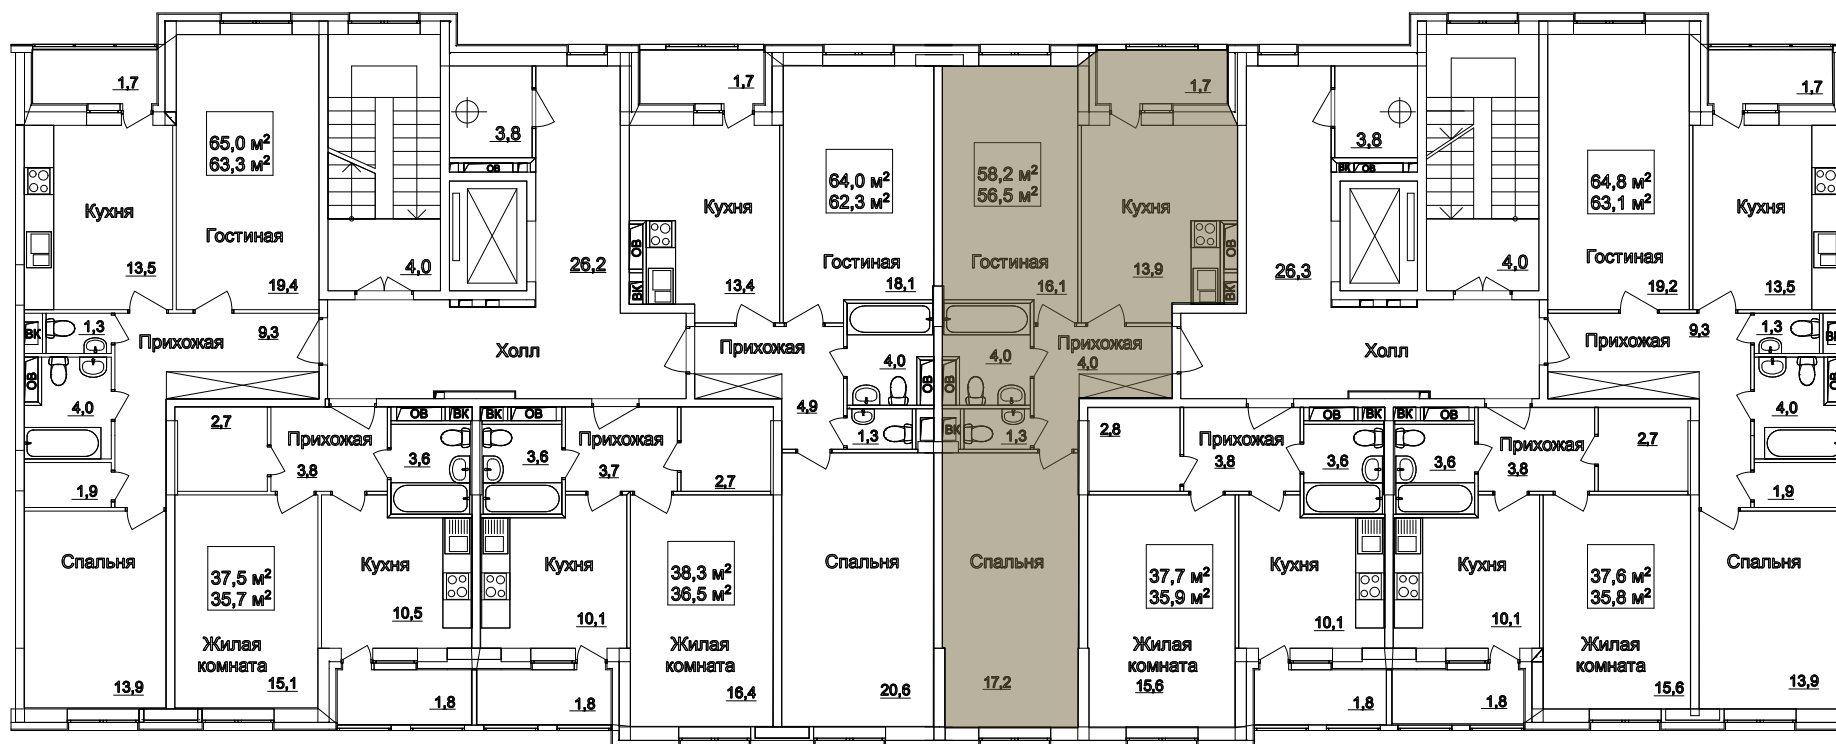 1,7
65,0 м²
63,3 м²
Кухня
Гостиная
13,5
19,4
4,0
3,8
ОВ
26,2
1,7
Кухня
ОВ
ВК
13,4
64,0 м²
62,3 м²
Гостиная
18,1
58,2 м²
56,5 м²
Гостиная
16,1
1,7
Кухня
13,9
ОВ
ВК
26,3
3,8
ВК
ОВ
4,0
64,8 м²
63,1 м²
Гостиная
19,2
1,7
Кухня
13,5
ВК
1,3
Прихожая
9,3
ОВ
4,0
1,9
Холл
Прихожая
4,9
4,0
ОВ
1,3
ОВ
4,0
ВК
1,3
Прихожая
4,0
Холл
Прихожая
9,3
1,3
ВК
ОВ
4,0
1,9
2,7
Прихожая
3,8
ОВ
ВК
3,6
ВК
ОВ
3,6
Прихожая
3,7
2,7
2,8
Прихожая
3,8
ОВ
ВК
3,6
ВК
ОВ
3,6
Прихожая
3,8
2,7
Спальня
13,9
37,5 м²
35,7 м²
Жилая
комната
15,1
Кухня
10,5
1,8
Кухня
10,1
1,8
38,3 м²
36,5 м²
Жилая
комната
16,4
Спальня
20,6
Спальня
17,2
37,7 м²
35,9 м²
Жилая
комната
15,6
Кухня
10,1
1,8
Кухня
10,1
1,8
37,6 м²
35,8 м²
Жилая
комната
15,6
Спальня
13,9